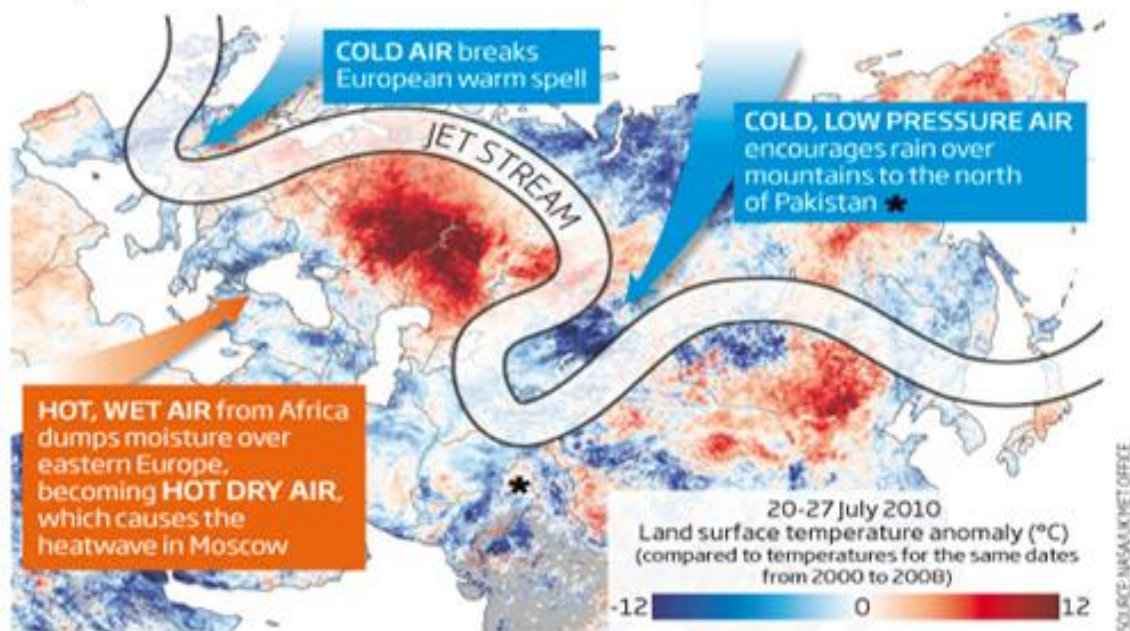 COLD AIR breaks
European warm spell
JET STREAM
COLD, LOW PRESSURE AIR
encourages rain over
mountains to the north
of Pakistan *
HOT, WET AIR from Africa
dumps moisture over
eastern Europe,
becoming HOT DRY AIR,
which causes the
heatwave in Moscow
*
20-27 July 2010
Land surface temperature anomaly (°C)
(compared to temperatures for the same dates
from 2000 to 2008)
-12 0 12
SOURCE: NASA/UK MET OFFICE